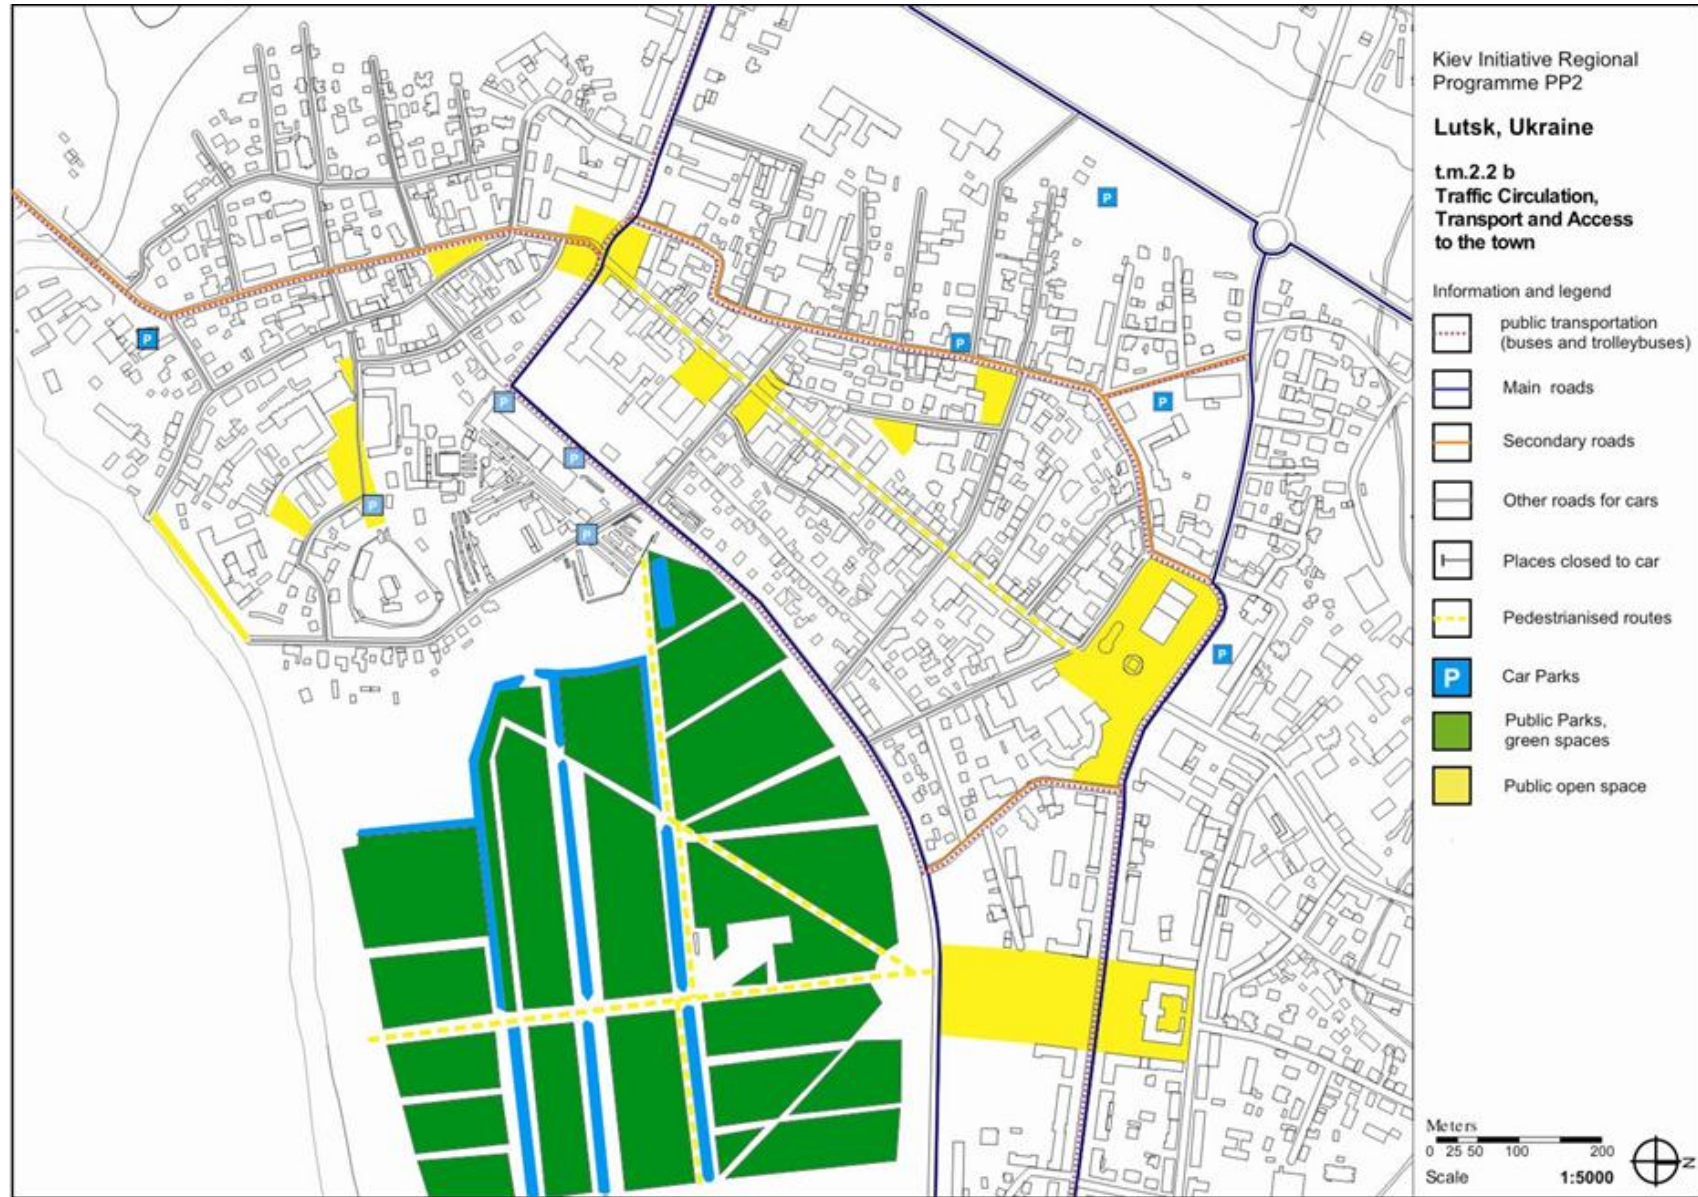 Kiev Initiative Regional
Programme PP2
Lutsk, Ukraine
t.m.2.2 b
Traffic Circulation,
Transport and Access
to the town
Information and legend
public transportation
(buses and trolleybuses)
Main roads
Secondary roads
Other roads for cars
Places closed to car
Pedestrianised routes
P
Car Parks
Public Parks,
green spaces
Public open space
P
P
P
P
P
P
P
P
P
Meters
0 25 50 100 200
Scale 1:5000
N